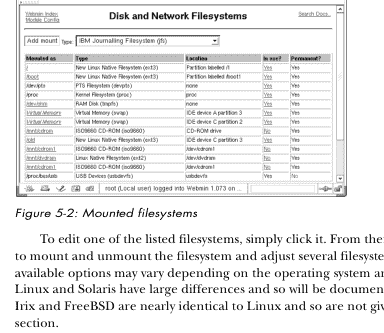 Webmin Index
Module Config
Disk and Network Filesystems
Search Docs..
Add mount Type: IBM Journalling Filesystem (jfs)
Mounted as Type Location In use? Permanent?
/ New Linux Native Filesystem (ext3) Partition labelled / Yes Yes
/boot New Linux Native Filesystem (ext3) Partition labelled /boot Yes Yes
/dev/pts PTS Filesystem (devpts) none Yes Yes
/proc Kernel Filesystem (proc) proc Yes Yes
/dev/shm RAM Disk (tmpfs) none Yes Yes
Virtual Memory Virtual Memory (swap) IDE device A partition 3 Yes Yes
Virtual Memory Virtual Memory (swap) IDE device C partition 2 Yes Yes
/mnt/cdrom ISO9660 CD-ROM (iso9660) CD-ROM drive No Yes
/old New Linux Native Filesystem (ext3) IDE device C partition 3 Yes Yes
/mnt/cdrom1 ISO9660 CD-ROM (iso9660) /dev/cdrom1 No Yes
Linux Native Filesystem (ext2) No Yes
/mnt/cdrom1 ISO9660 CD-ROM (iso9660) /dev/cdrom1 No Yes
/proc/bus/usb USB Devices (usbdevfs) usbdevfs Yes No
root (Local user) logged into Webmin 1.073 on ...
Figure 5-2: Mounted filesystems
To edit one of the listed filesystems, simply click it. From the
to mount and unmount the filesystem and adjust several filesyste
available options may vary depending on the operating system an
Linux and Solaris have large differences and so will be documen
Irix and FreeBSD are nearly identical to Linux and so are not giv
section.